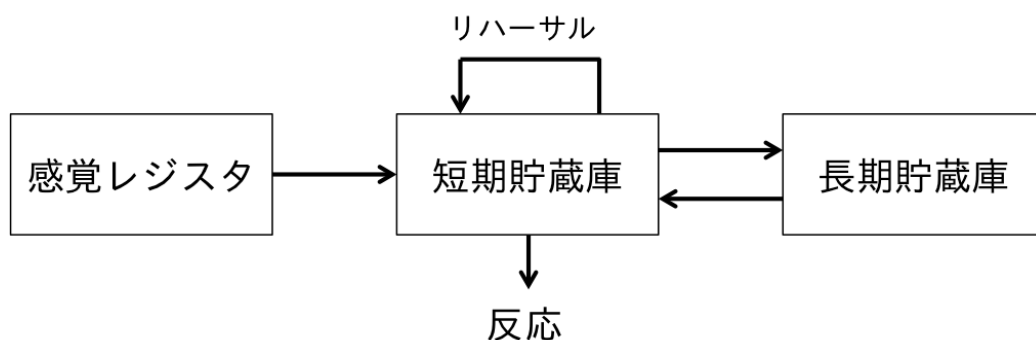 リハーサル
感覚レジスタ
短期貯蔵庫
長期貯蔵庫
反応